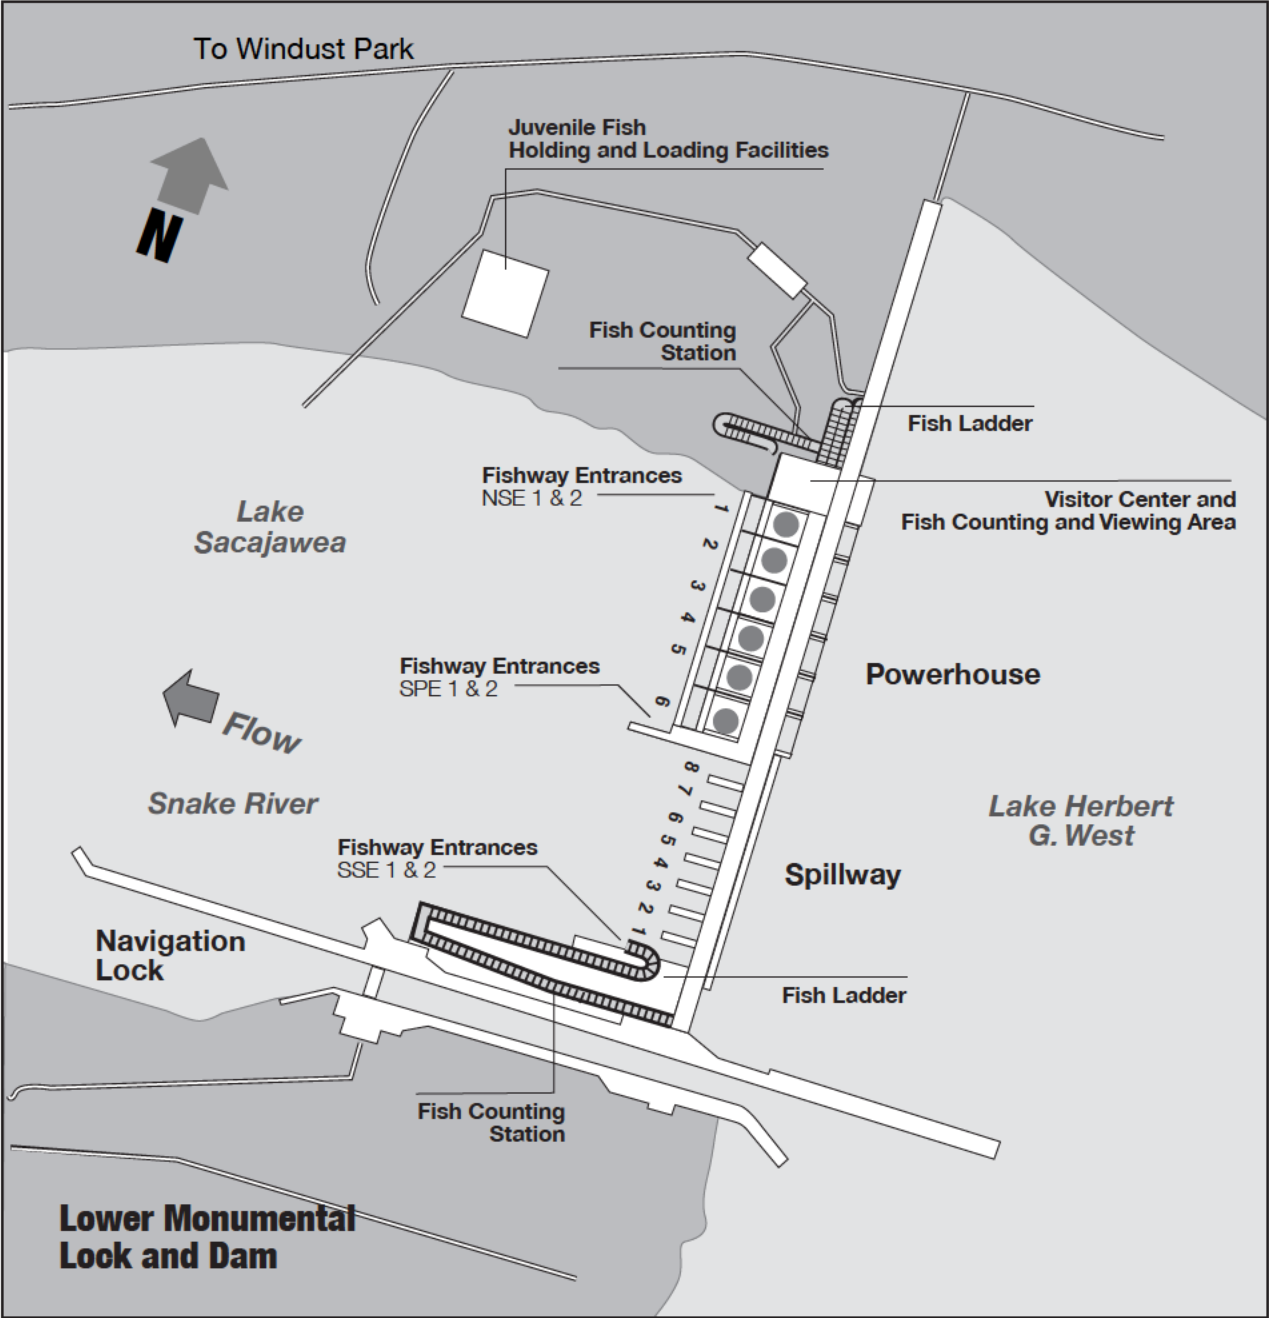 To Windust Park
Juvenile Fish
Holding and Loading Facilities
N
Fish Counting
Station
Fish Ladder
Fishway Entrances
NSE 1 & 2
Visitor Center and
Fish Counting and Viewing Area
Lake
Sacajawea
1
2
3
4
5
6
Fishway Entrances
SPE 1 & 2
Powerhouse
Flow
Snake River
8
7
6
5
4
3
2
1
Lake Herbert
G. West
Fishway Entrances
SSE 1 & 2
Spillway
Navigation
Lock
Fish Ladder
Fish Counting
Station
Lower Monumental
Lock and Dam